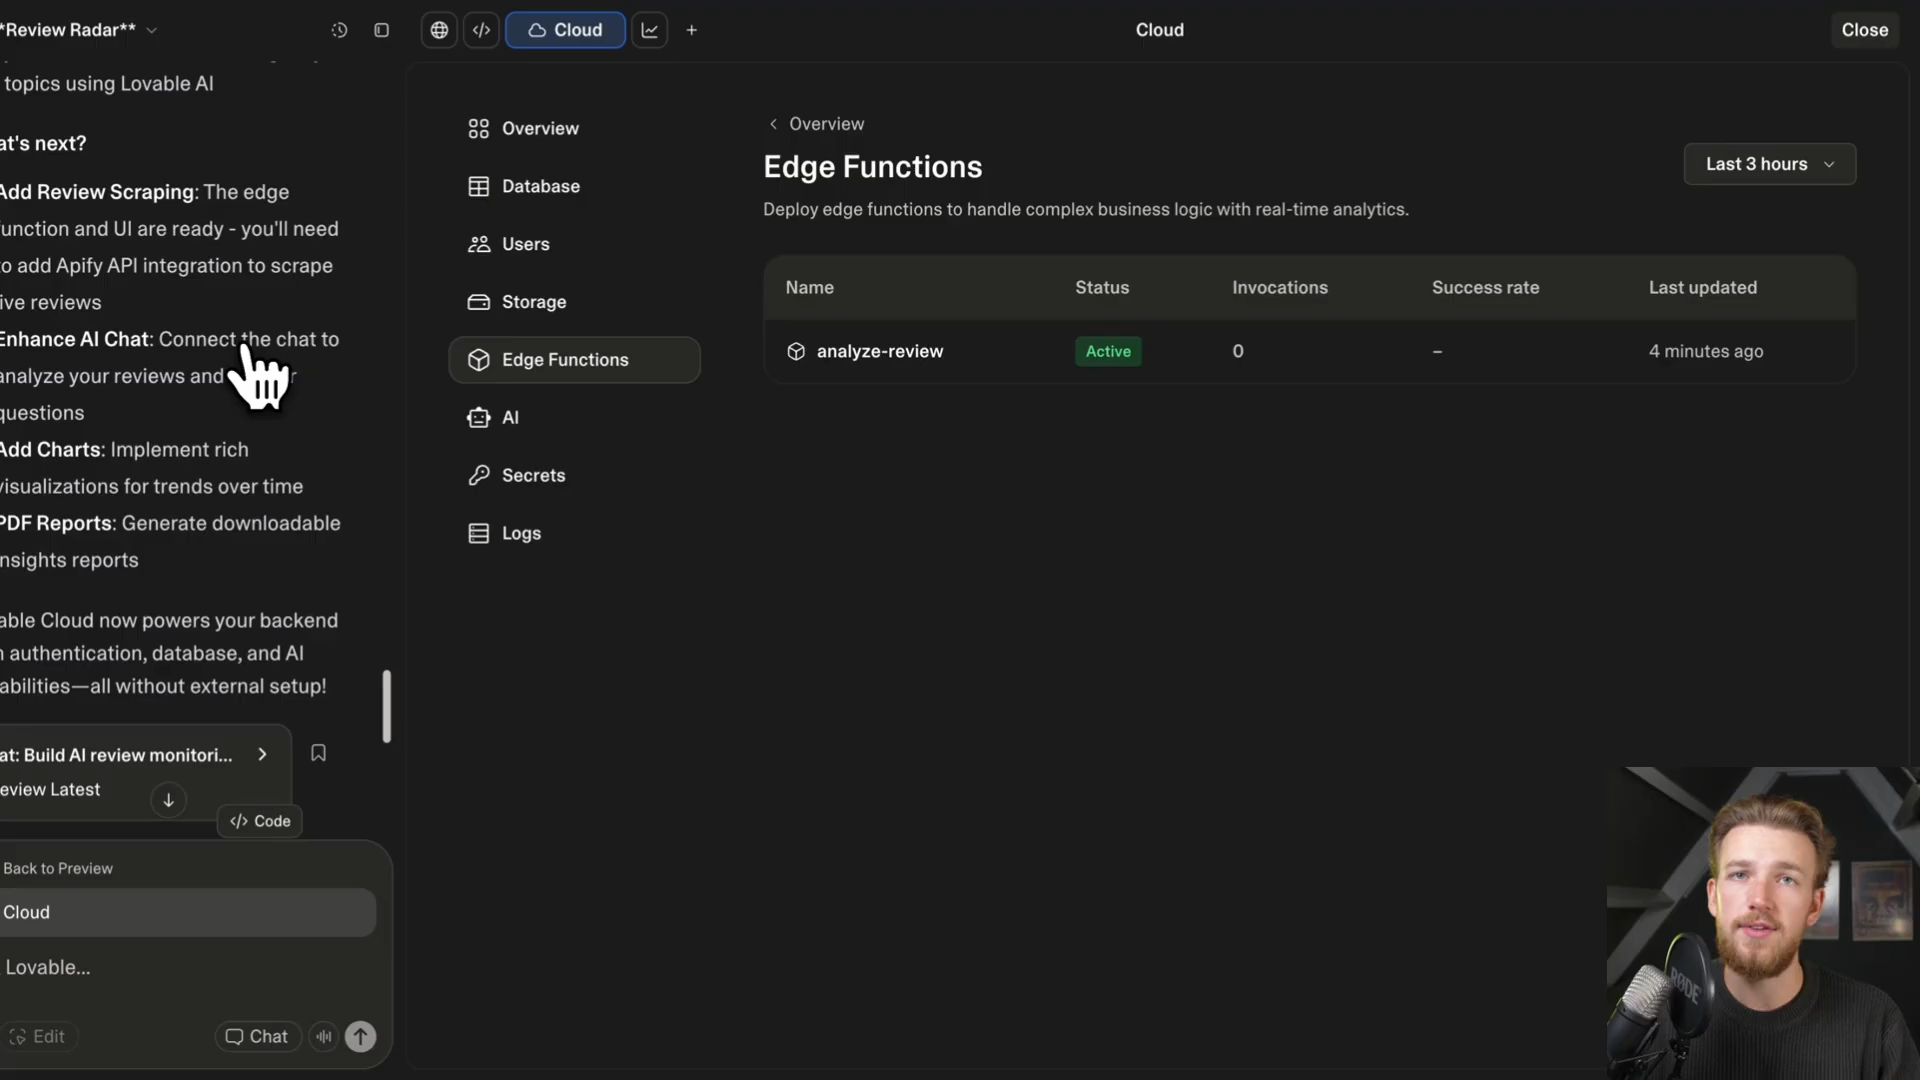 *Review Radar**
Cloud
Cloud
Close
topics using Lovable AI
at's next?
Add Review Scraping: The edge
unction and UI are ready - you'll need
o add Apify API integration to scrape
ive reviews
Enhance AI Chat: Connect the chat to
analyze your reviews and r
questions
Add Charts: Implement rich
visualizations for trends over time
PDF Reports: Generate downloadable
nsights reports
able Cloud now powers your backend
n authentication, database, and AI
abilities—all without external setup!
at: Build AI review monitori...
eview Latest
Code
Back to Preview
Cloud
Lovable...
Edit
Chat
Overview
Database
Users
Storage
Edge Functions
AI
Secrets
Logs
Overview
Edge Functions
Last 3 hours
Deploy edge functions to handle complex business logic with real-time analytics.
Name Status Invocations Success rate Last updated
analyze-review Active 0 – 4 minutes ago
RØDE